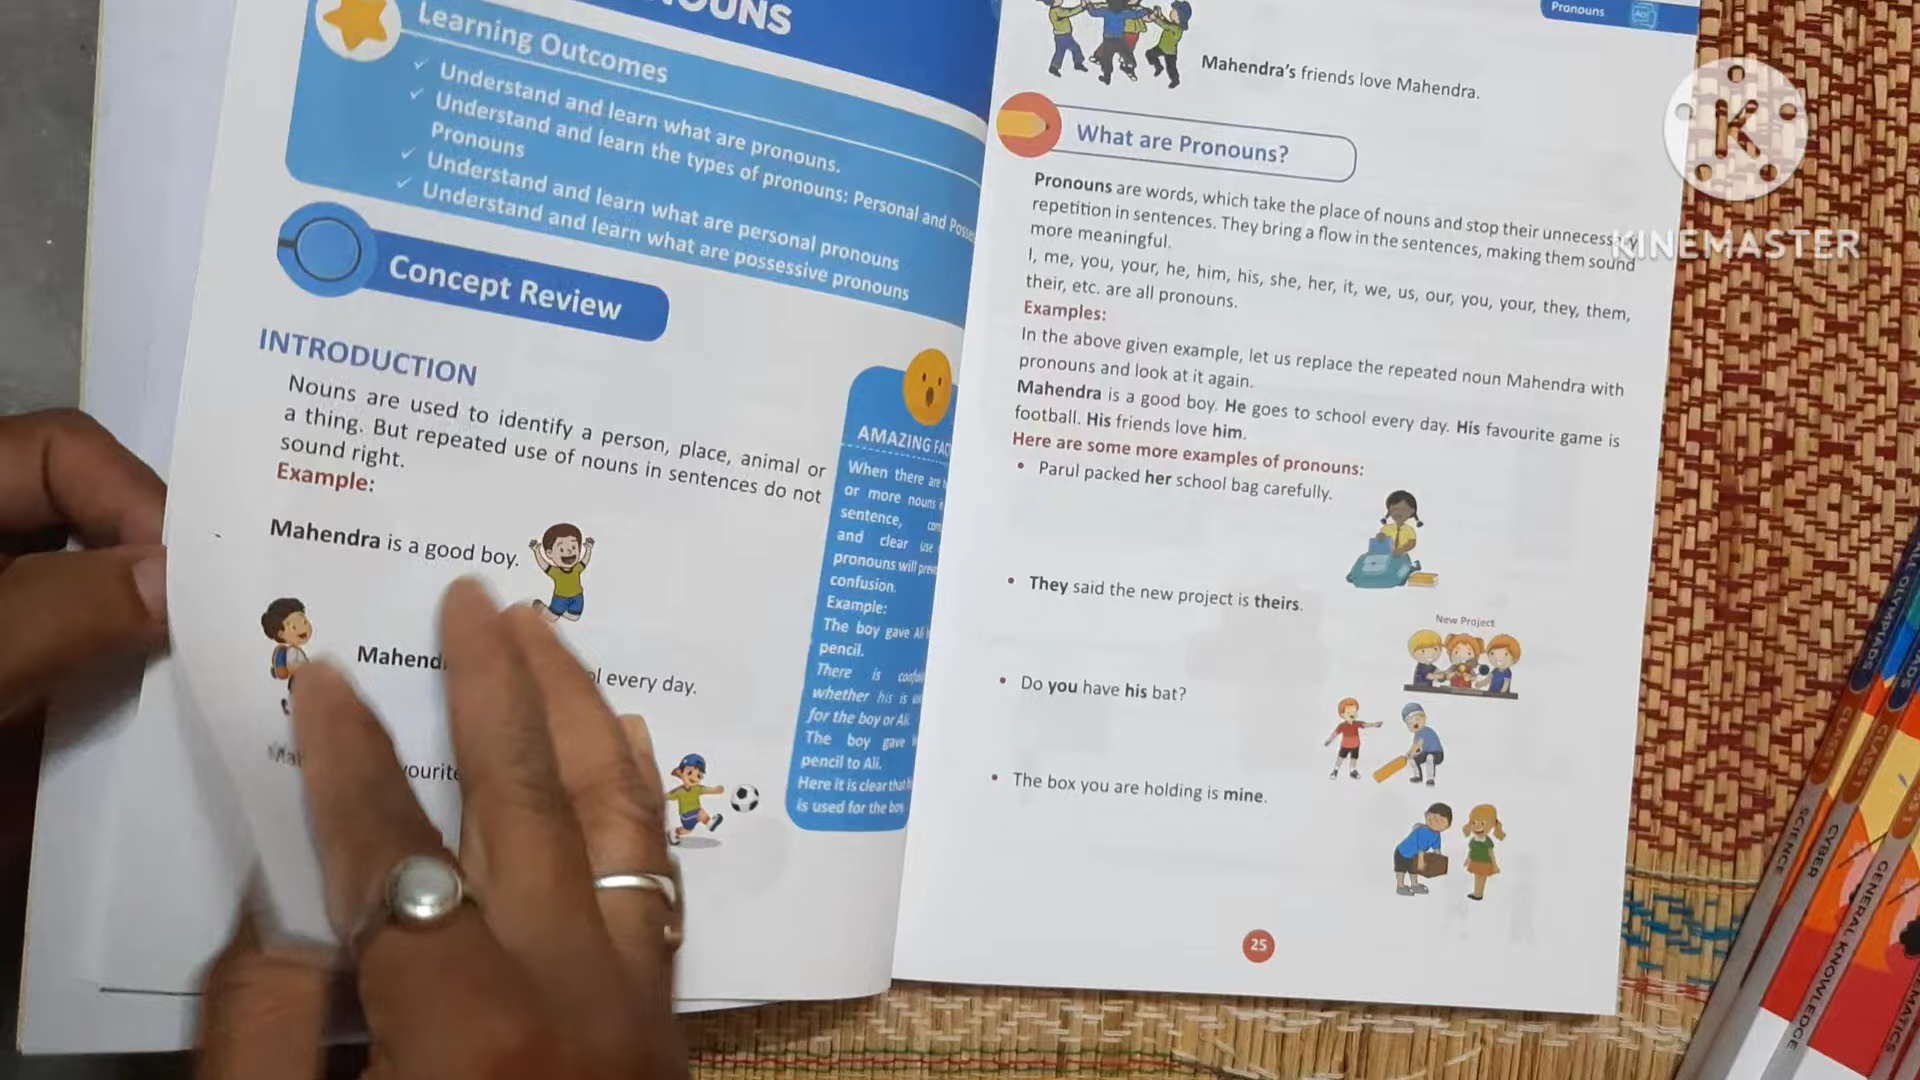 OUNS
Learning Outcomes
✓ Understand and learn what are pronouns.
✓ Understand and learn the types of pronouns: Personal and
Pronouns
✓ Understand and learn what are personal pronouns
✓ Understand and learn what are possessive pronouns
Concept Review
INTRODUCTION
Nouns are used to identify a person, place, animal or
a thing. But repeated use of nouns in sentences do not
sound right.
Example:
Mahendra is a good boy.
every day.
AMAZING
When there are
or more nouns
sentence,
and clear use
pronouns will
confusion.
Example:
The boy gave Ali
pencil.
There is
whether his is
for the boy or Ali.
The boy gave
pencil to Ali.
Here it is clear that
is used for the boy
Pronouns
Mahendra's friends love Mahendra.
What are Pronouns?
Pronouns are words, which take the place of nouns and stop their
repetition in sentences. They bring a flow in the sentences, making them sound
more meaningful.
I, me, you, your, he, him, his, she, her, it, we, us, our, you, your, they, them,
their, etc. are all pronouns.
Examples:
In the above given example, let us replace the repeated noun Mahendra with
pronouns and look at it again.
Mahendra is a good boy. He goes to school every day. His favourite game is
football. His friends love him.
Here are some more examples of pronouns:
• Parul packed her school bag carefully.
• They said the new project is theirs.
New Project
• Do you have his bat?
• The box you are holding is mine.
25
K
KINEMASTER
CLASS 1
SCIENCE
CLASS 1
CYBER
GENERAL KNOWLEDGE